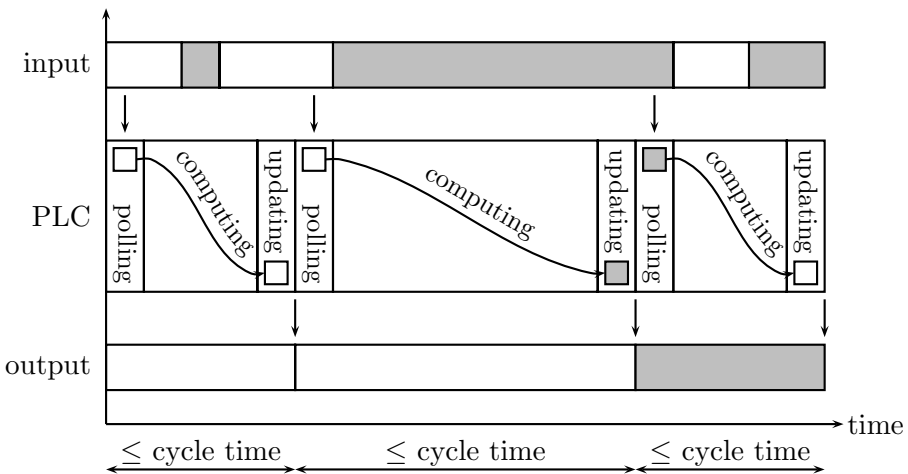 input
PLC
polling
computing
updating
polling
computing
updating
polling
computing
updating
output
time
≤ cycle time
≤ cycle time
≤ cycle time